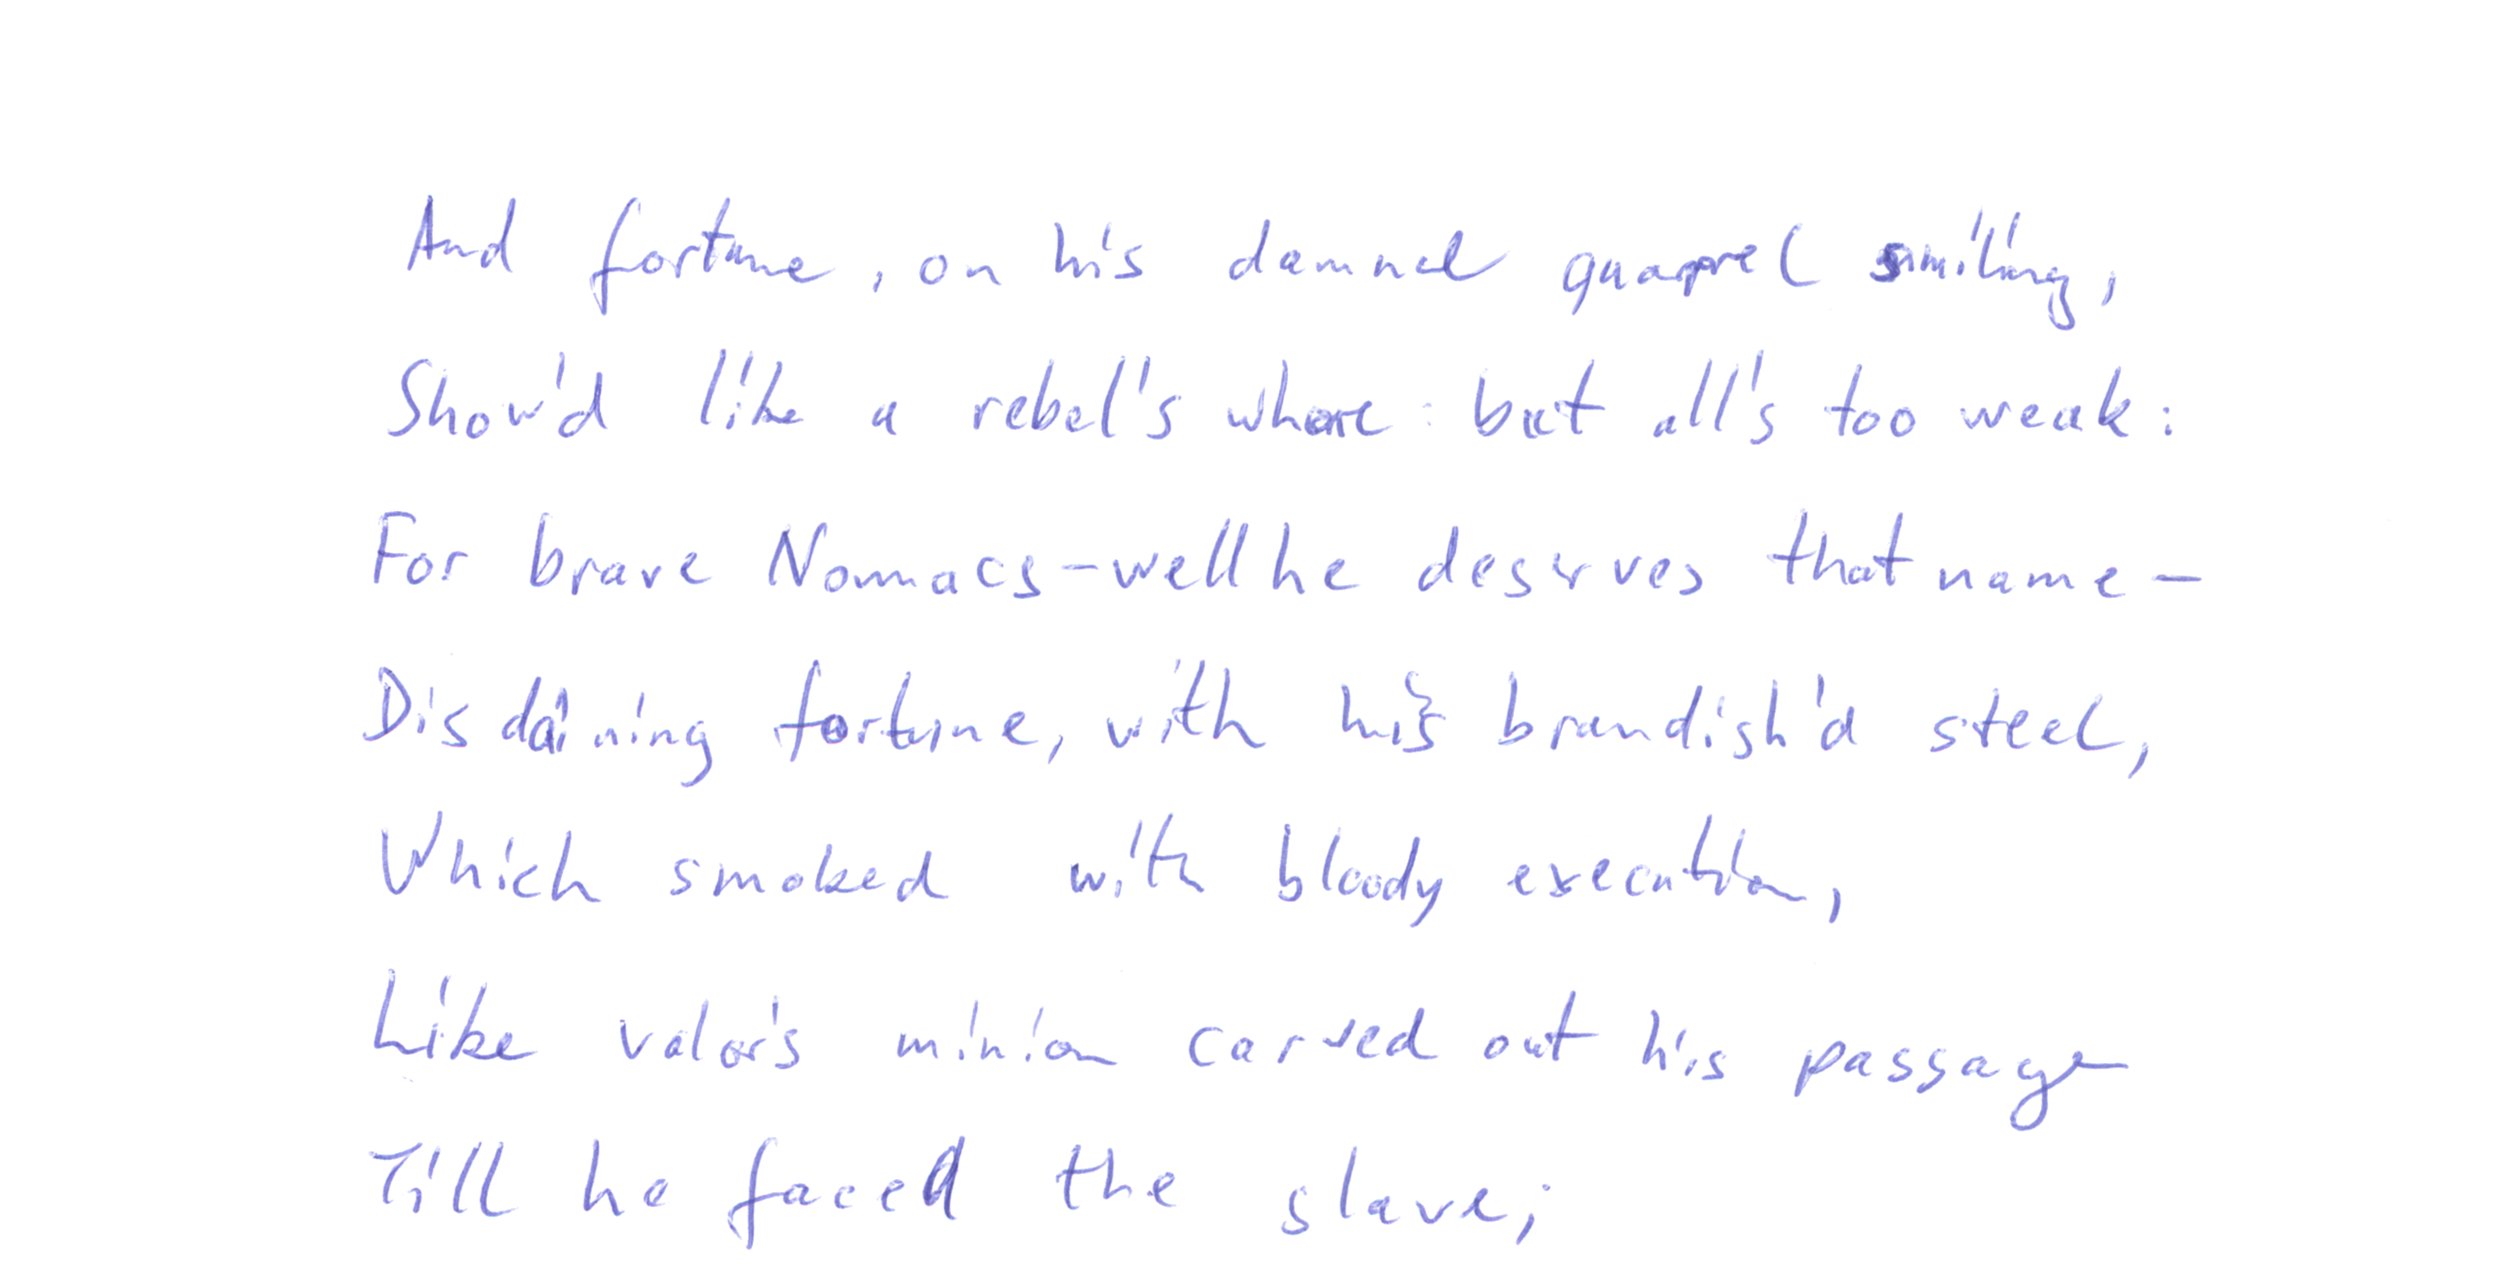 And fortune, on his damned quarrel smiling,
Show'd like a rebel's whore: but all's too weak:
For brave Nomacs - well he deserves that name -
Disdaining fortune, with his brandish'd steel,
Which smoked with bloody execution,
Like valor's minion carved out his passage
Till he faced the slave;